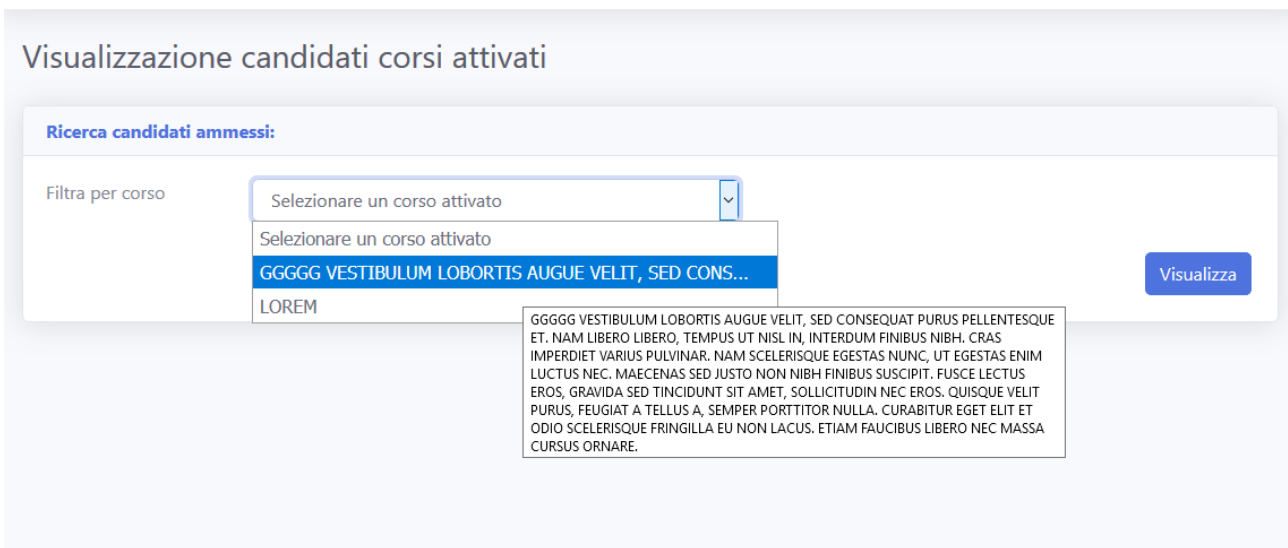 Visualizzazione candidati corsi attivati
Ricerca candidati ammessi:
Filtra per corso
Selezionare un corso attivato
Selezionare un corso attivato
GGGGG VESTIBULUM LOBORTIS AUGUE VELIT, SED CONS...
Visualizza
LOREM
GGGGG VESTIBULUM LOBORTIS AUGUE VELIT, SED CONSEQUAT PURUS PELLENTESQUE
ET. NAM LIBERO LIBERO, TEMPUS UT NISL IN, INTERDUM FINIBUS NIBH. CRAS
IMPERDIET VARIUS PULVINAR. NAM SCELERISQUE EGESTAS NUNC, UT EGESTAS ENIM
LUCTUS NEC. MAECENAS SED JUSTO NON NIBH FINIBUS SUSCIPIT. FUSCE LECTUS
EROS, GRAVIDA SED TINCIDUNT SIT AMET, SOLLICITUDIN NEC EROS. QUISQUE VELIT
PURUS, FEUGIAT A TELLUS A, SEMPER PORTTITOR NULLA. CURABITUR EGET ELIT ET
ODIO SCELERISQUE FRINGILLA EU NON LACUS. ETIAM FAUCIBUS LIBERO NEC MASSA
CURSUS ORNARE.